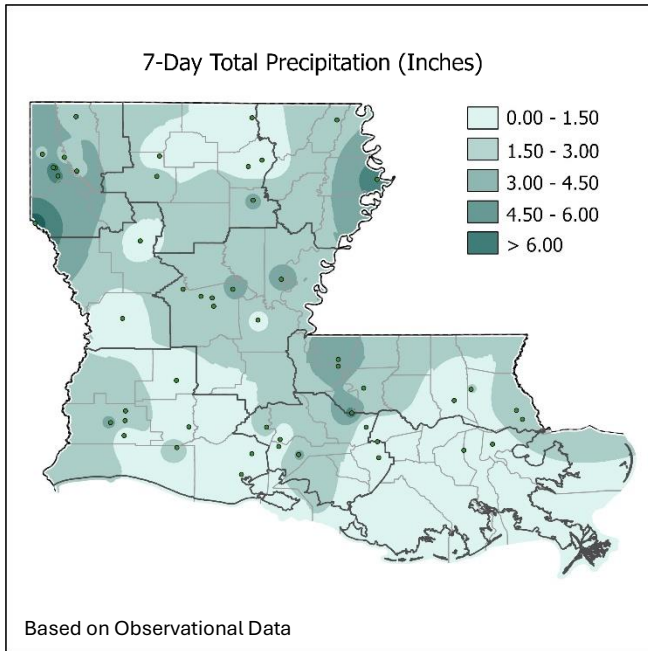 7-Day Total Precipitation (Inches)
0.00 - 1.50
1.50 - 3.00
3.00 - 4.50
4.50 - 6.00
> 6.00
Based on Observational Data